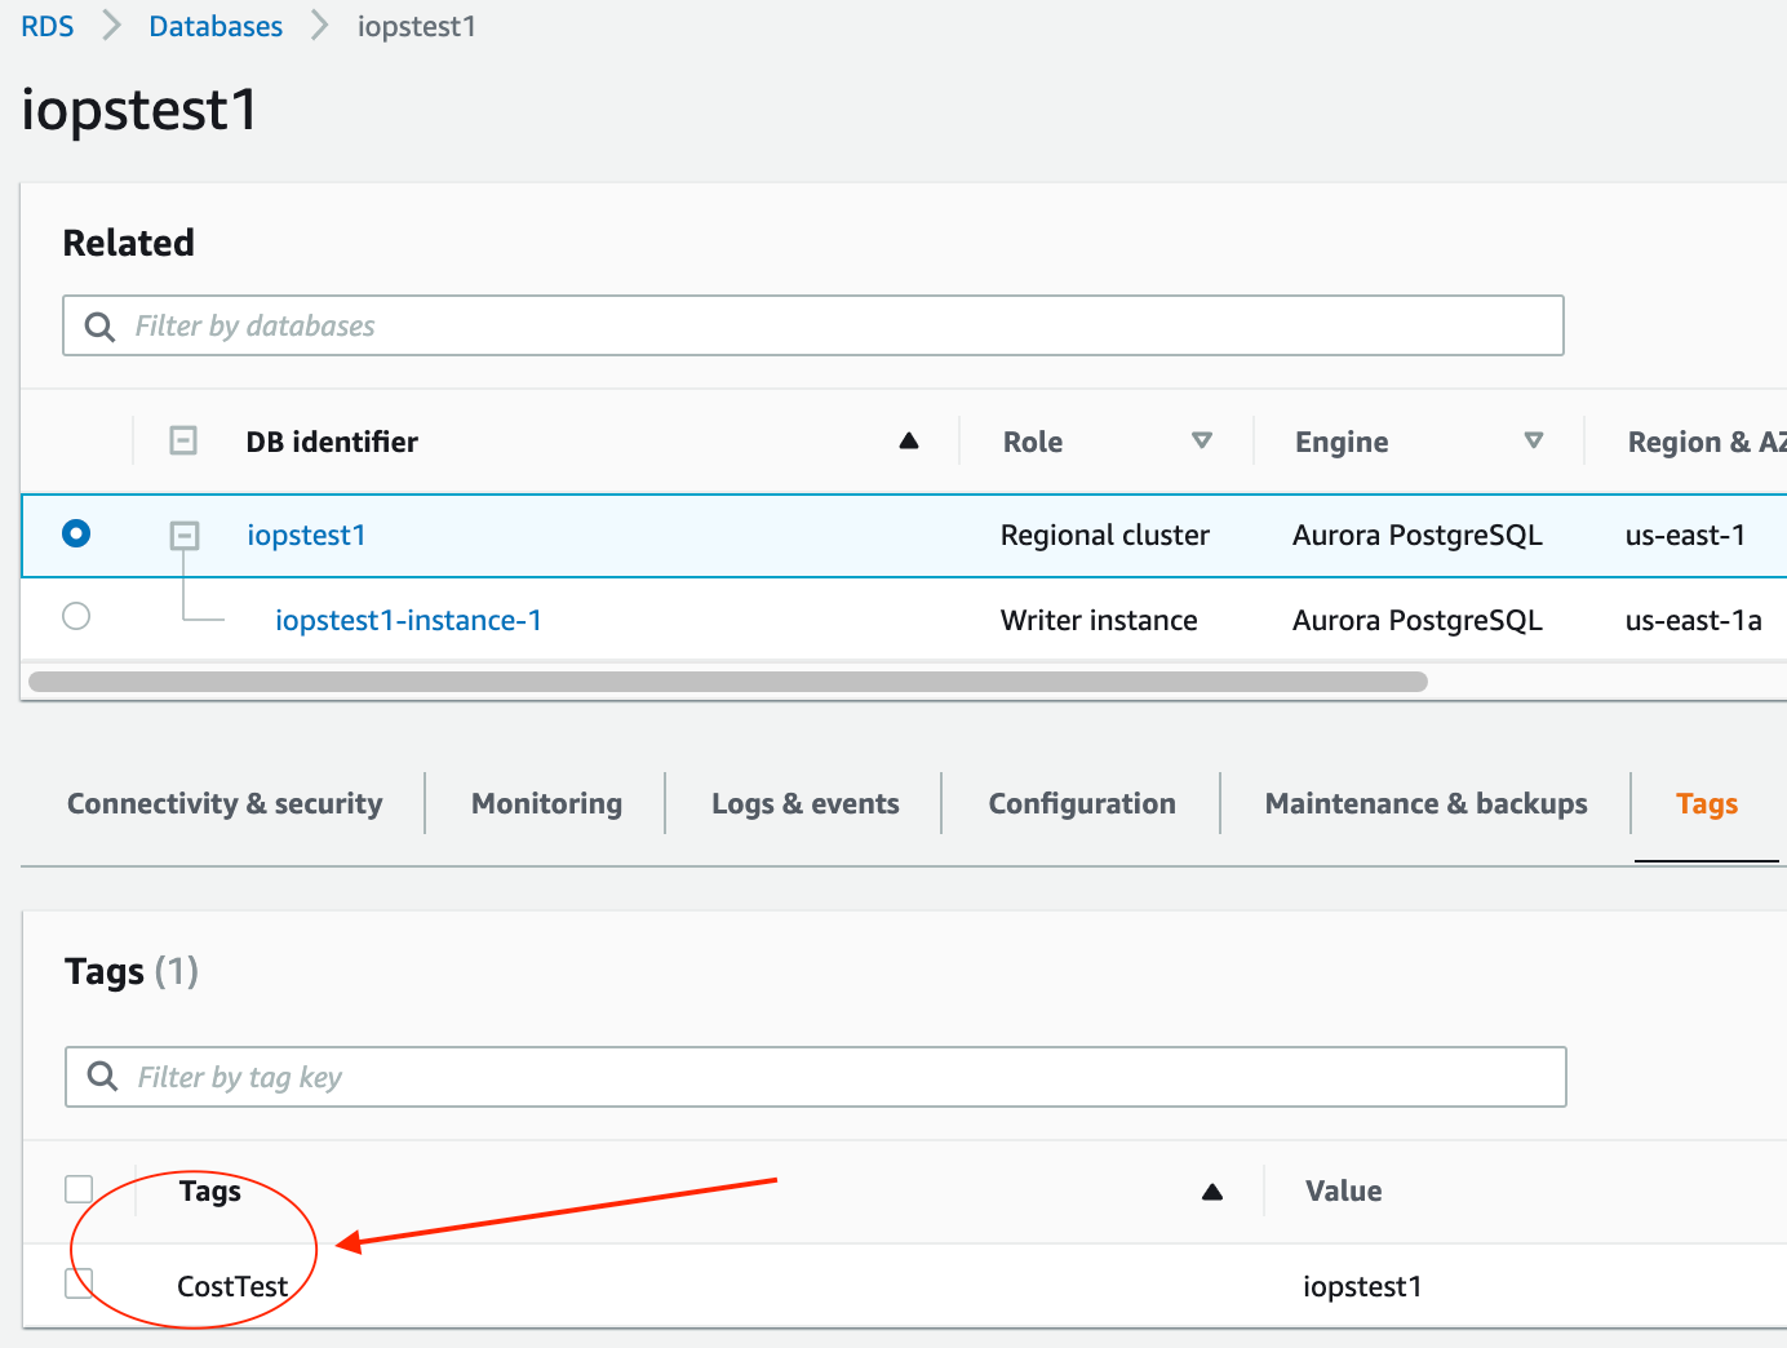 RDS > Databases > iopstest1
iopstest1
Related
Filter by databases
DB identifier Role Engine Region & AZ
iopstest1 Regional cluster Aurora PostgreSQL us-east-1
iopstest1-instance-1 Writer instance Aurora PostgreSQL us-east-1a
Connectivity & security Monitoring Logs & events Configuration Maintenance & backups Tags
Tags (1)
Filter by tag key
Tags Value
CostTest iopstest1